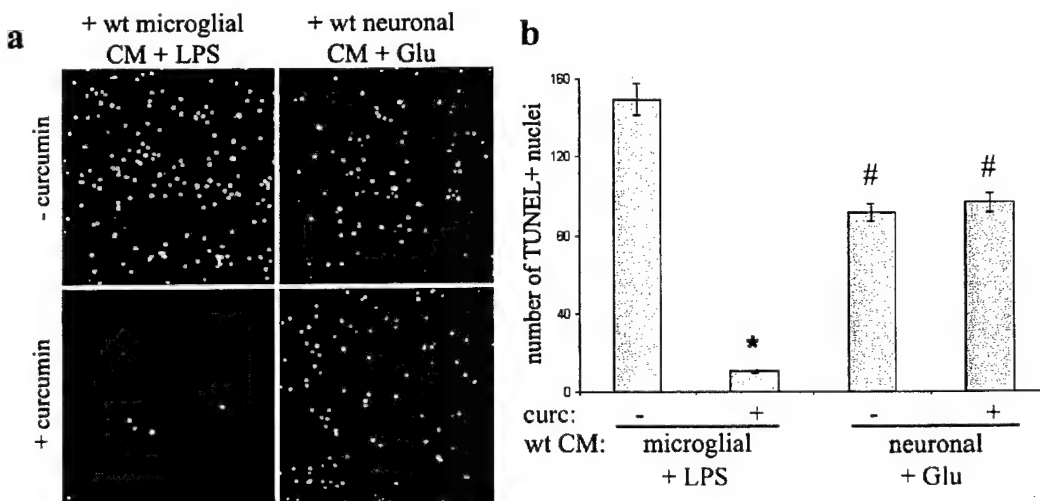 a
+ wt microglial
CM + LPS
+ wt neuronal
CM + Glu
- curcumin
+ curcumin
b
number of TUNEL+ nuclei
160
120
80
40
0
*
#
#
curc: - + - +
wt CM: microglial neuronal
+ LPS + Glu